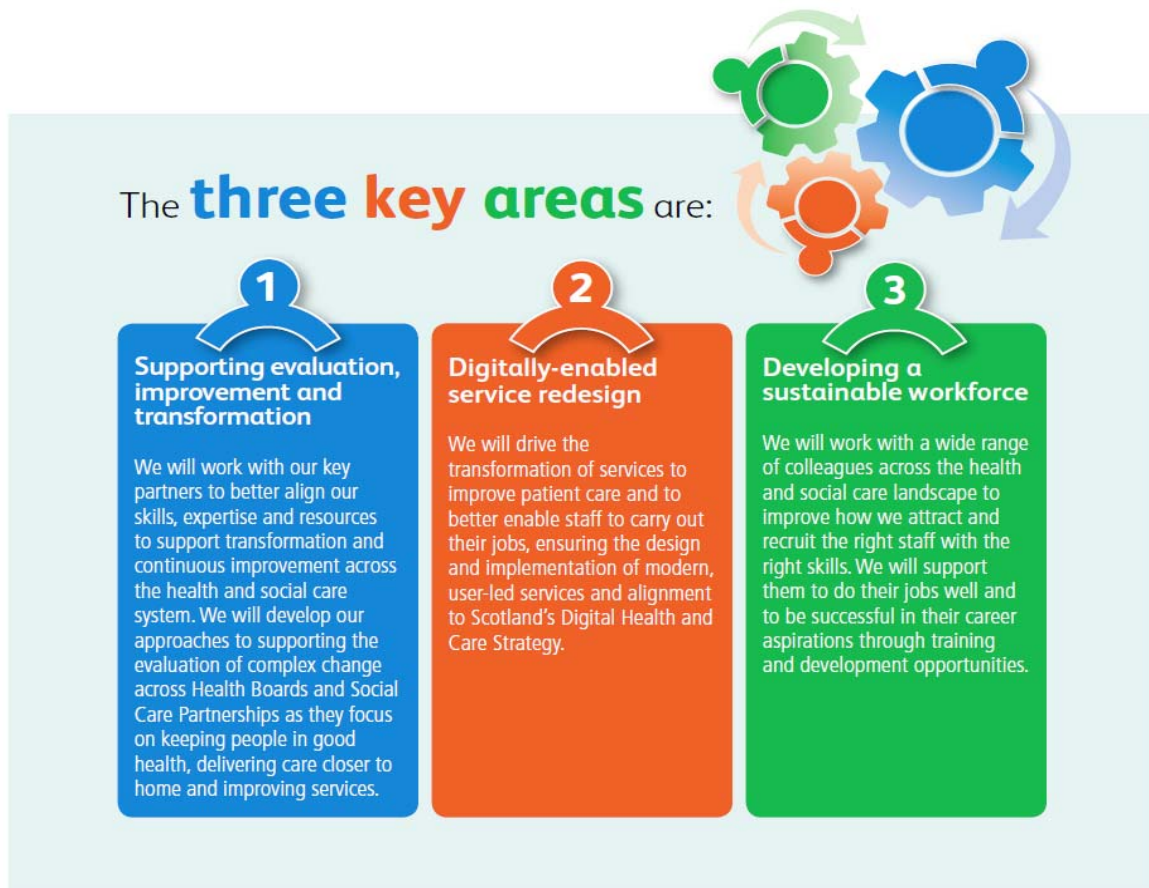 The three key areas are:
1
Supporting evaluation,
improvement and
transformation
We will work with our key
partners to better align our
skills, expertise and resources
to support transformation and
continuous improvement across
the health and social care
system. We will develop our
approaches to supporting the
evaluation of complex change
across Health Boards and Social
Care Partnerships as they focus
on keeping people in good
health, delivering care closer to
home and improving services.
2
Digitally-enabled
service redesign
We will drive the
transformation of services to
improve patient care and to
better enable staff to carry out
their jobs, ensuring the design
and implementation of modern,
user-led services and alignment
to Scotland's Digital Health and
Care Strategy.
3
Developing a
sustainable workforce
We will work with a wide range
of colleagues across the health
and social care landscape to
improve how we attract and
recruit the right staff with the
right skills. We will support
them to do their jobs well and
to be successful in their career
aspirations through training
and development opportunities.